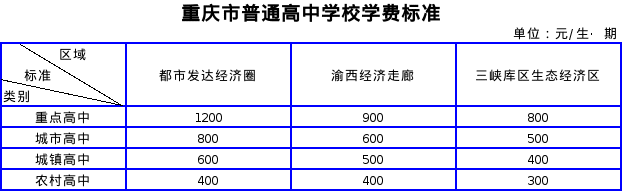 重庆市普通高中学校学费标准
单位：元/生· 期
区域
标准
类别
都市发达经济圈 渝西经济走廊 三峡库区生态经济区
重点高中 1200 900 800
城市高中 800 600 500
城镇高中 600 500 400
农村高中 400 400 300